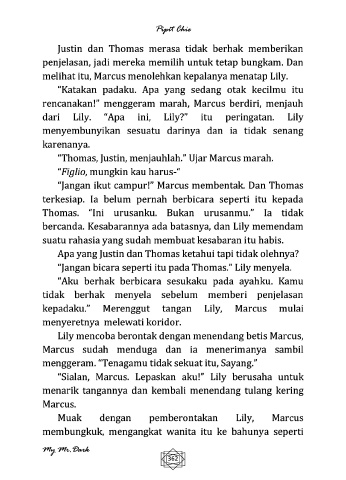 Pipit Chie
Justin dan Thomas merasa tidak berhak memberikan
penjelasan, jadi mereka memilih untuk tetap bungkam. Dan
melihat itu, Marcus menolehkan kepalanya menatap Lily.
“Katakan padaku. Apa yang sedang otak kecilmu itu
rencanakan!” menggeram marah, Marcus berdiri, menjauh
dari Lily. “Apa ini, Lily?” itu peringatan. Lily
menyembunyikan sesuatu darinya dan ia tidak senang
karenanya.
“Thomas, Justin, menjauhlah.” Ujar Marcus marah.
“Figlio, mungkin kau harus-“
“Jangan ikut campur!” Marcus membentak. Dan Thomas
terkesiap. Ia belum pernah berbicara seperti itu kepada
Thomas. “Ini urusanku. Bukan urusanmu.” Ia tidak
bercanda. Kesabarannya ada batasnya, dan Lily memendam
suatu rahasia yang sudah membuat kesabaran itu habis.
Apa yang Justin dan Thomas ketahui tapi tidak olehnya?
“Jangan bicara seperti itu pada Thomas.” Lily menyela.
“Aku berhak berbicara sesukaku pada ayahku. Kamu
tidak berhak menyela sebelum memberi penjelasan
kepadaku.” Merenggut tangan Lily, Marcus mulai
menyeretnya melewati koridor.
Lily mencoba berontak dengan menendang betis Marcus,
Marcus sudah menduga dan ia menerimanya sambil
menggeram. “Tenagamu tidak sekuat itu, Sayang.”
“Sialan, Marcus. Lepaskan aku!” Lily berusaha untuk
menarik tangannya dan kembali menendang tulang kering
Marcus.
Muak dengan pemberontakan Lily, Marcus
membungkuk, mengangkat wanita itu ke bahunya seperti
My Mr. Dark
362